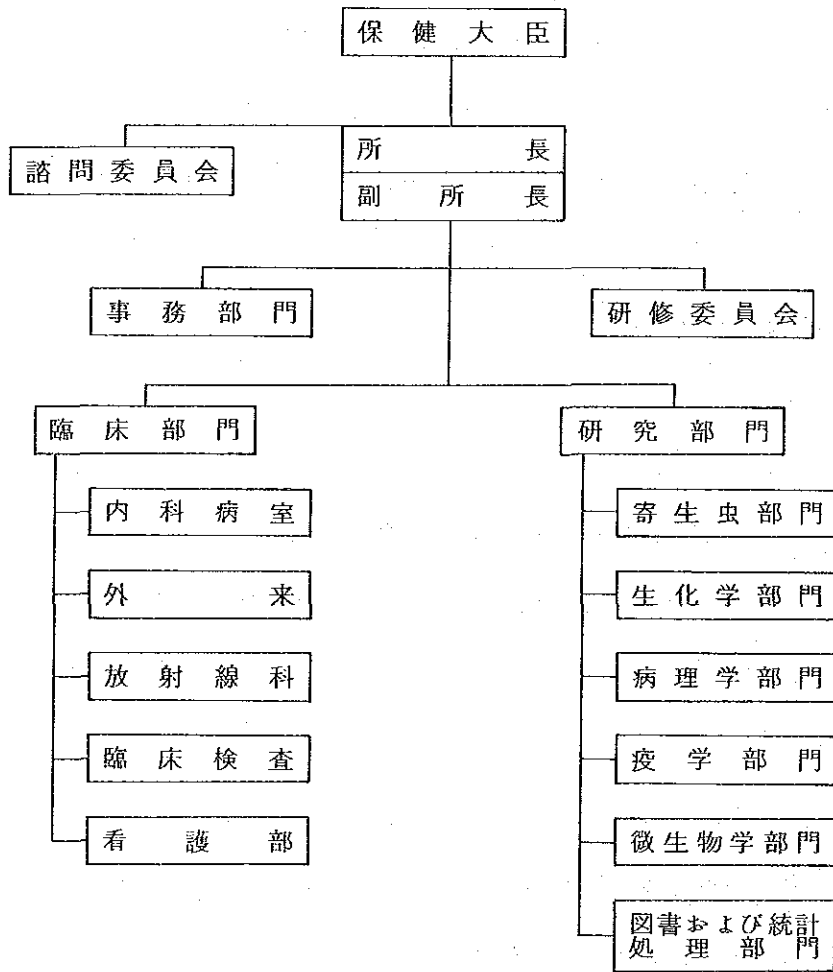 保健大臣
所長
諮問委員会
副所長
事務部門
研修委員会
臨床部門
研究部門
内科病室
寄生虫部門
外来
生化学部門
放射線科
病理学部門
臨床検査
疫学部門
看護部
微生物学部門
図書および統計
処理部門